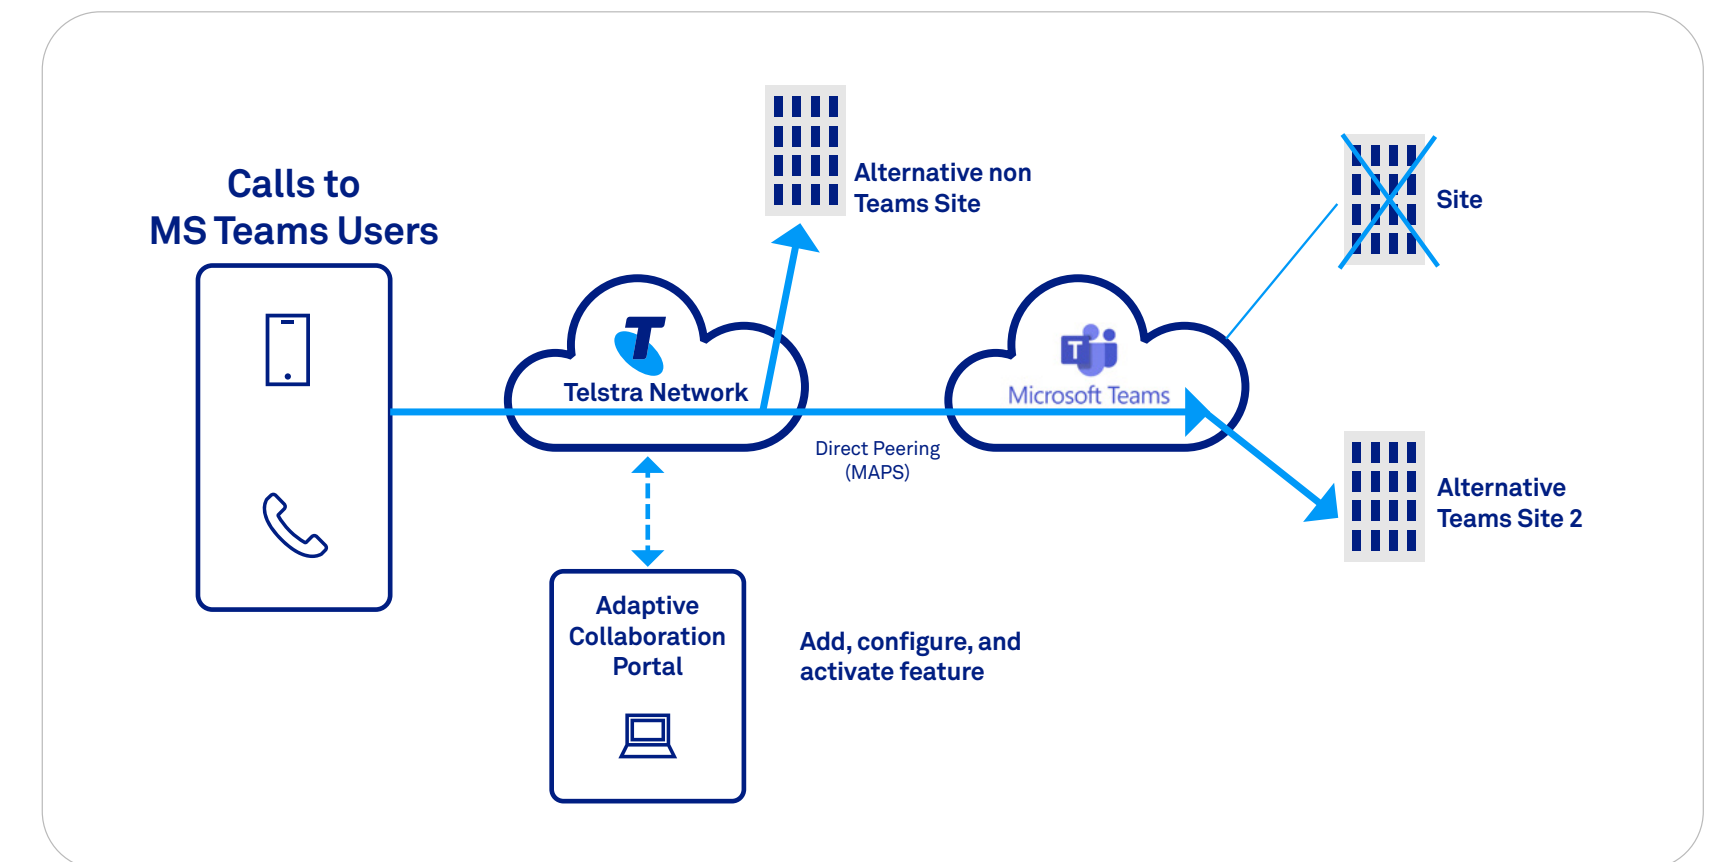 Calls to
MS Teams Users
Alternative non
Teams Site
Site
T
Telstra Network
T
Microsoft Teams
Direct Peering
(MAPS)
Alternative
Teams Site 2
Adaptive
Collaboration
Portal
Add, configure, and
activate feature